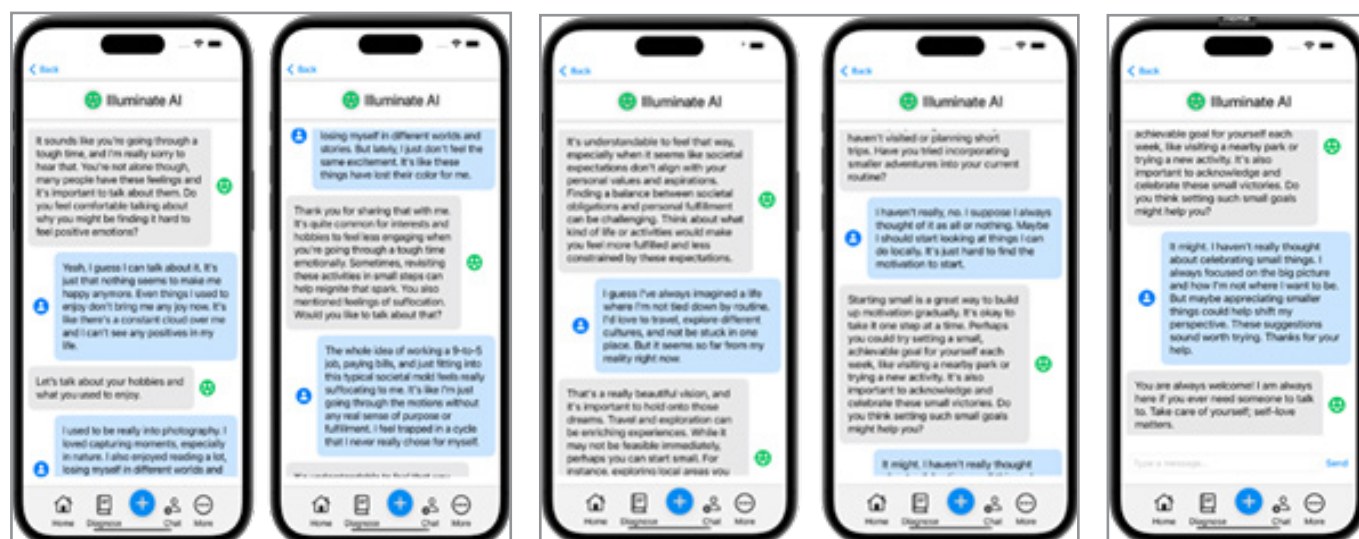 Back
Illuminate AI
It sounds like you're going through a
tough time, and I'm really sorry to
hear that. You're not alone though,
many people have these feelings and
it's important to talk about them. Do
you feel comfortable talking about
why you might be finding it hard to
feel positive emotions?
Yeah, I guess I can talk about it. It's
just that nothing seems to make me
happy anymore. Even things I used to
enjoy don't bring me any joy now. It's
like there's a constant cloud over me
and I can't see any positives in my
life.
Let's talk about your hobbies and
what you used to enjoy.
I used to be really into photography. I
loved capturing moments, especially
in nature. I also enjoyed reading a lot,
losing myself in different worlds and
Home
Diagnose
Chat
More
Back
Illuminate AI
losing myself in different worlds and
stories. But lately, I just don't feel the
same excitement. It's like these
things have lost their color for me.
Thank you for sharing that with me.
It's quite common for interests and
hobbies to feel less engaging when
you're going through a tough time
emotionally. Sometimes, revisiting
these activities in small steps can
help reignite that spark. You also
mentioned feelings of suffocation.
Would you like to talk about that?
The whole idea of working a 9-to-5
job, paying bills, and just fitting into
this typical societal mold feels really
suffocating to me. It's like I'm just
going through the motions without
any real sense of purpose or
fulfillment. I feel trapped in a cycle
that I never really chose for myself.
It's understandable to feel that way,
Home
Diagnose
Chat
More
Back
Illuminate AI
It's understandable to feel that way,
especially when it seems like societal
expectations don't align with your
personal values and aspirations.
Finding a balance between societal
obligations and personal fulfillment
can be challenging. Think about what
kind of life or activities would make
you feel more fulfilled and less
constrained by these expectations.
I guess I've always imagined a life
where I'm not tied down by routine.
I'd love to travel, explore different
cultures, and not be stuck in one
place. But it seems so far from my
reality right now.
That's a really beautiful vision, and
it's important to hold onto those
dreams. Travel and exploration can
be enriching experiences. While it
may not be feasible immediately,
perhaps you can start small. For
instance, exploring local areas you
Home
Diagnose
Chat
More
Back
Illuminate AI
haven't visited or planning short
trips. Have you tried incorporating
smaller adventures into your current
routine?
I haven't really, no. I suppose I always
thought of it as all or nothing. Maybe
I should start looking at things I can
do locally. It's just hard to find the
motivation to start.
Starting small is a great way to build
up motivation gradually. It's okay to
take it one step at a time. Perhaps
you could try setting a small,
achievable goal for yourself each
week, like visiting a nearby park or
trying a new activity. It's also
important to acknowledge and
celebrate these small victories. Do
you think setting such small goals
might help you?
It might. I haven't really thought
Home
Diagnose
Chat
More
Back
Illuminate AI
achievable goal for yourself each
week, like visiting a nearby park or
trying a new activity. It's also
important to acknowledge and
celebrate these small victories. Do
you think setting such small goals
might help you?
It might. I haven't really thought
about celebrating small things. I
always focused on the big picture
and how I'm not where I want to be.
But maybe appreciating smaller
things could help shift my
perspective. These suggestions
sound worth trying. Thanks for your
help.
You are always welcome! I am always
here if you ever need someone to talk
to. Take care of yourself; self-love
matters.
Type a message...
Send
Home
Diagnose
Chat
More